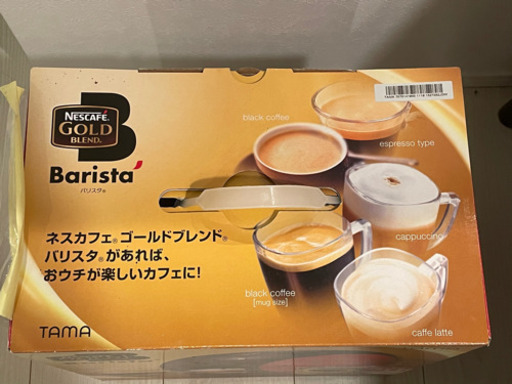 NESCAFÉ
GOLD
BLEND
B
Barista
バリスタ®
ネスカフェ®ゴールドブレンド®
バリスタ®があれば、
おウチが楽しいカフェに!
TAMA
black coffee
espresso type
cappuccino
black coffee
[mug size]
caffe latte